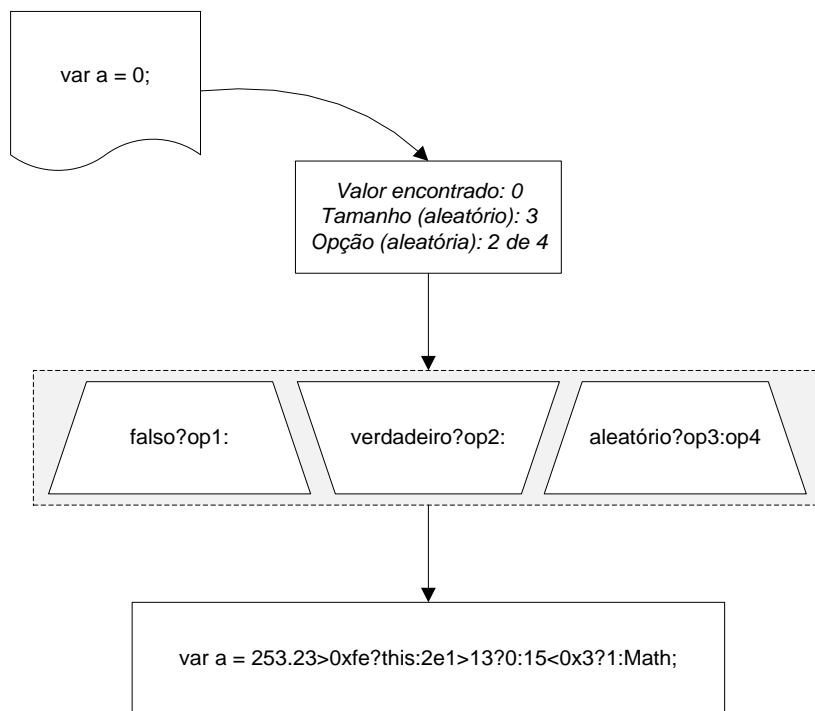 var a = 0;
Valor encontrado: 0
Tamanho (aleatório): 3
Opção (aleatória): 2 de 4
falso?op1:
verdadeiro?op2:
aleatório?op3:op4
var a = 253.23>0xfe?this:2e1>13?0:15<0x3?1:Math;